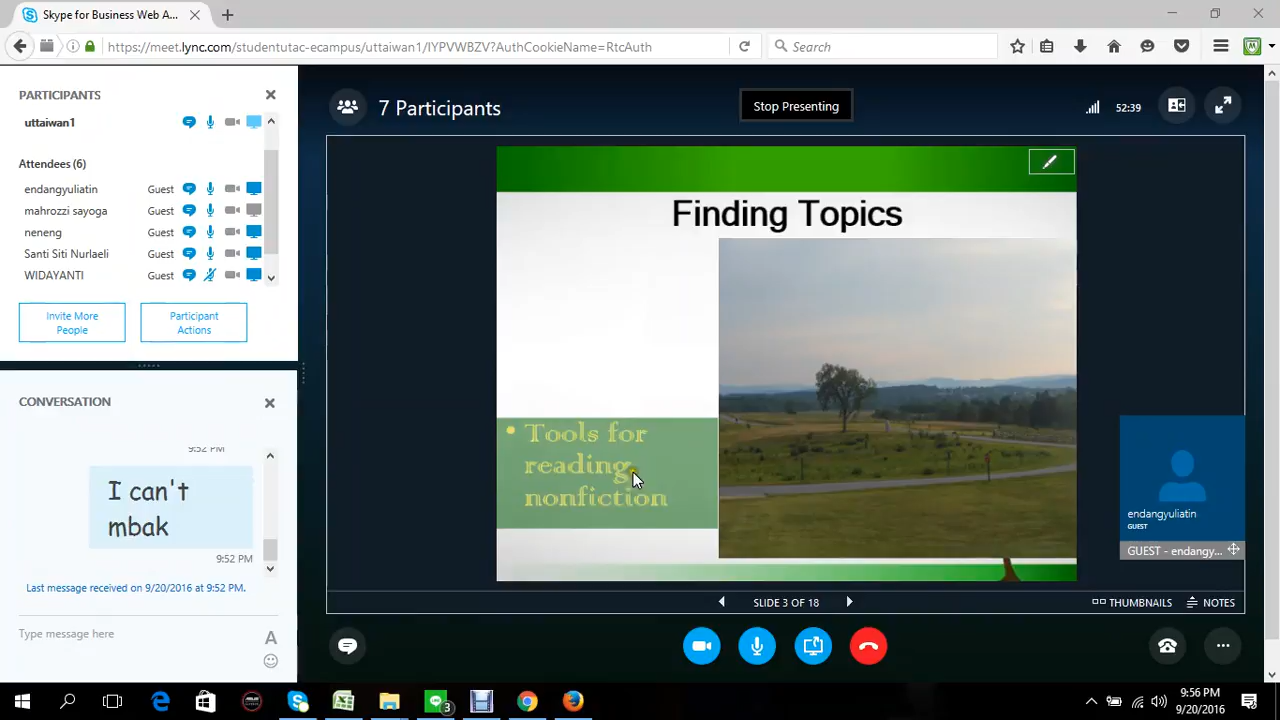 Skype for Business Web A...
https://meet.lync.com/studentutac-ecampus/uttaiwan1/IYPVWBZV?AuthCookieName=RtcAuth
Search
PARTICIPANTS
uttaiwan1
Attendees (6)
endangyuliatin Guest
mahrozzi sayoga Guest
neneng Guest
Santi Siti Nurlaeli Guest
WIDAYANTI Guest
Invite More
People
Participant
Actions
CONVERSATION
9:52 PM
I can't
mbak
9:52 PM
Last message received on 9/20/2016 at 9:52 PM.
Type message here
A
7 Participants
Stop Presenting
52:39
Finding Topics
• Tools for
reading
nonfiction
endangyuliatin
GUEST
GUEST - endangy...
SLIDE 3 OF 18
THUMBNAILS
NOTES
3
9:56 PM
9/20/2016